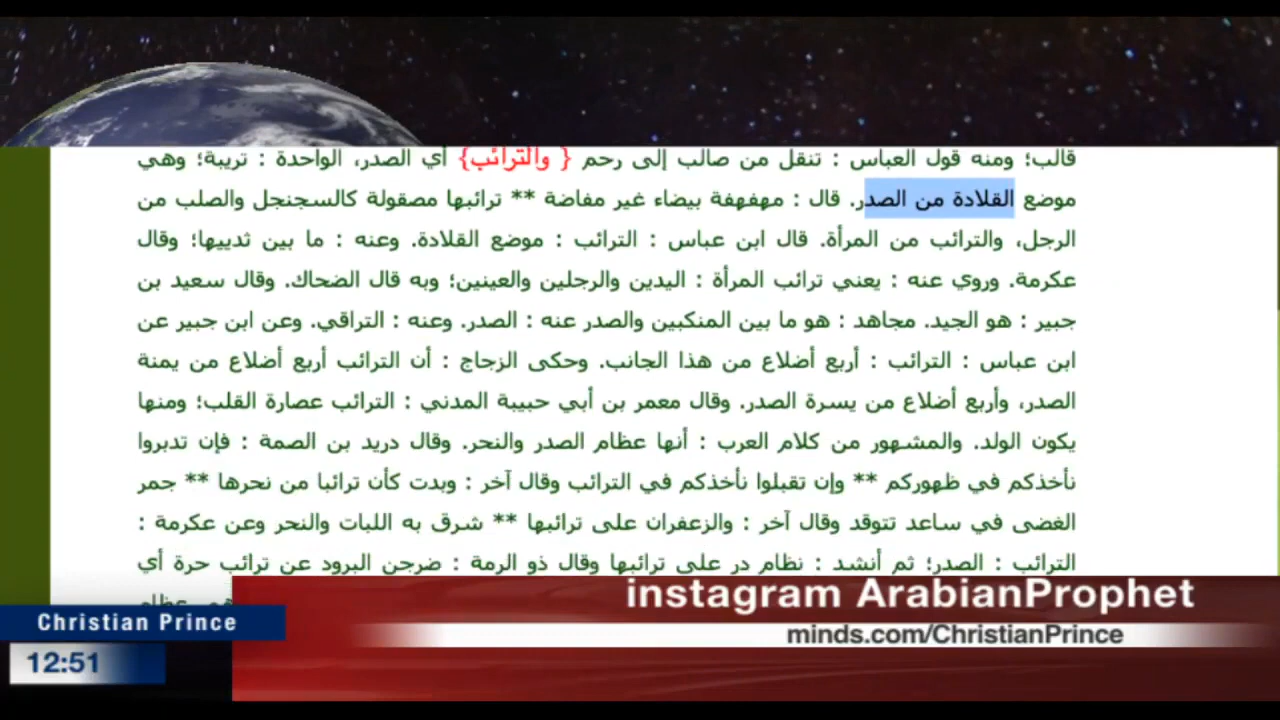 قالب؛ ومنه قول العباس : تنقل من صالب إلى رحم { والترائب} أي الصدر، الواحدة : تريبة؛ وهي
موضع القلادة من الصدر. قال : مهفهفة بيضاء غير مفاضة ** ترائبها مصقولة كالسجنجل والصلب من
الرجل، والترائب من المرأة. قال ابن عباس : الترائب : موضع القلادة. وعنه : ما بين ثدييها؛ وقال
عكرمة. وروي عنه : يعني ترائب المرأة : اليدين والرجلين والعينين؛ وبه قال الضحاك. وقال سعيد بن
جبير : هو الجيد. مجاهد : هو ما بين المنكبين والصدر عنه : الصدر. وعنه : التراقي. وعن ابن جبير عن
ابن عباس : الترائب : أربع أضلاع من هذا الجانب. وحكى الزجاج : أن الترائب أربع أضلاع من يمنة
الصدر، وأربع أضلاع من يسرة الصدر. وقال معمر بن أبي حبيبة المدني : الترائب عصارة القلب؛ ومنها
يكون الولد. والمشهور من كلام العرب : أنها عظام الصدر والنحر. وقال دريد بن الصمة : فإن تدبروا
نأخذكم في ظهوركم ** وإن تقبلوا نأخذكم في الترائب وقال آخر : وبدت كأن ترائبا من نحرها ** جمر
الغضى في ساعد تتوقد وقال آخر : والزعفران على ترائبها ** شرق به اللبات والنحر وعن عكرمة :
الترائب : الصدر؛ ثم أنشد : نظام در على ترائبها وقال ذو الرمة : ضرجن البرود عن ترائب حرة أي
instagram ArabianProphet
Christian Prince
minds.com/ChristianPrince
12:51